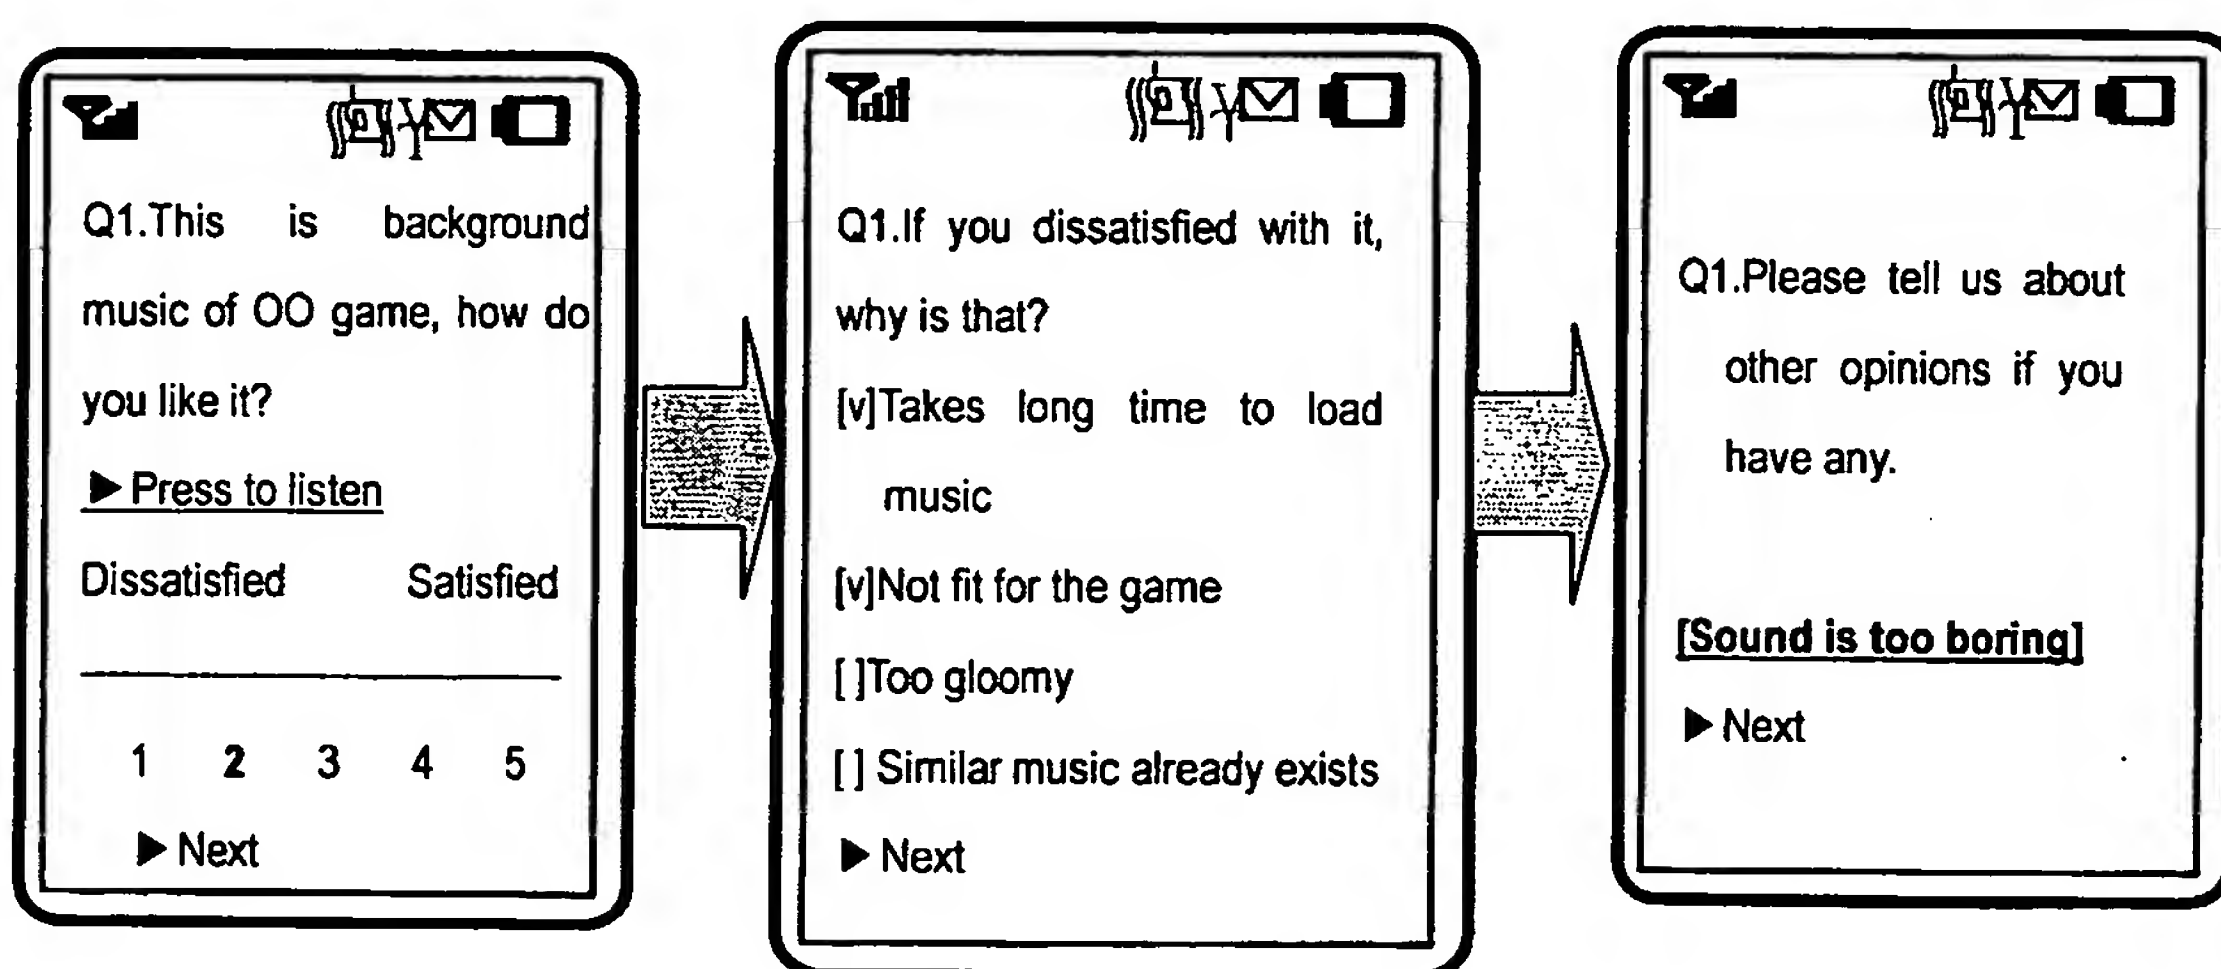 Q1.This is background
music of OO game, how do
you like it?
▶Press to listen
Dissatisfied Satisfied
1 2 3 4 5
▶Next
Q1.If you dissatisfied with it,
why is that?
[v]Takes long time to load
music
[v]Not fit for the game
[ ]Too gloomy
[ ] Similar music already exists
▶Next
Q1.Please tell us about
other opinions if you
have any.
[Sound is too boring]
▶Next